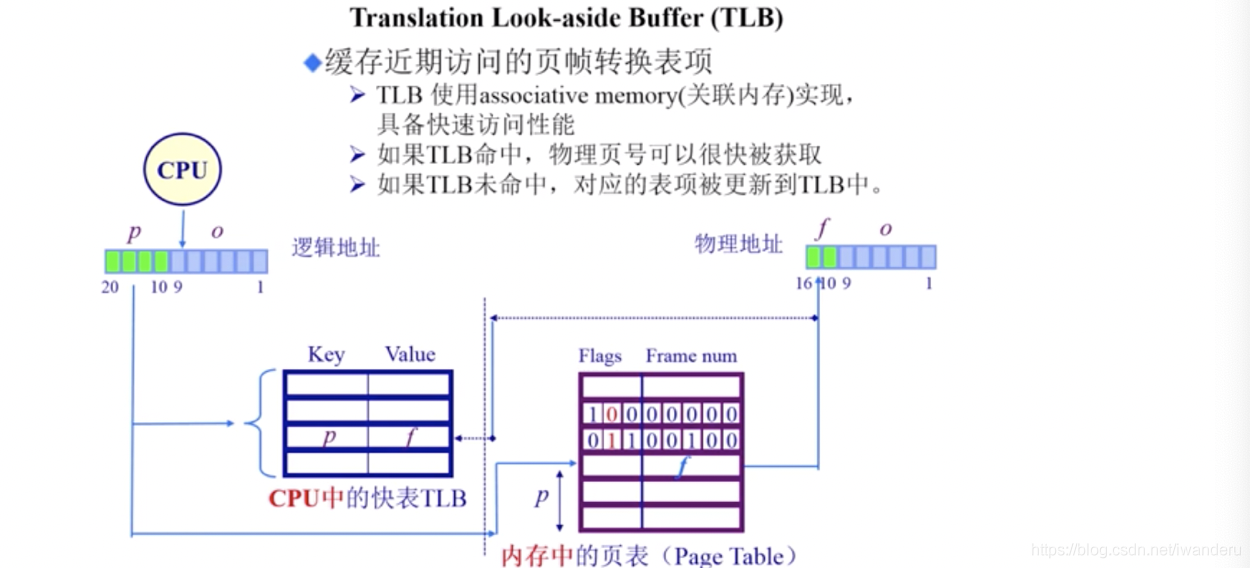 Translation Look-aside Buffer (TLB)
缓存近期访问的页帧转换表项
TLB 使用associative memory(关联内存)实现，
具备快速访问性能
如果TLB命中，物理页号可以很快被获取
如果TLB未命中，对应的表项被更新到TLB中。
CPU
p o
逻辑地址
20 10 9 1
物理地址
f o
16 10 9 1
Key Value
p f
CPU中的快表TLB
Flags Frame num
1 0 0 0 0 0 0 0
0 1 1 0 0 1 0 0
f
p
内存中的页表（Page Table）
https://blog.csdn.net/iwanderu